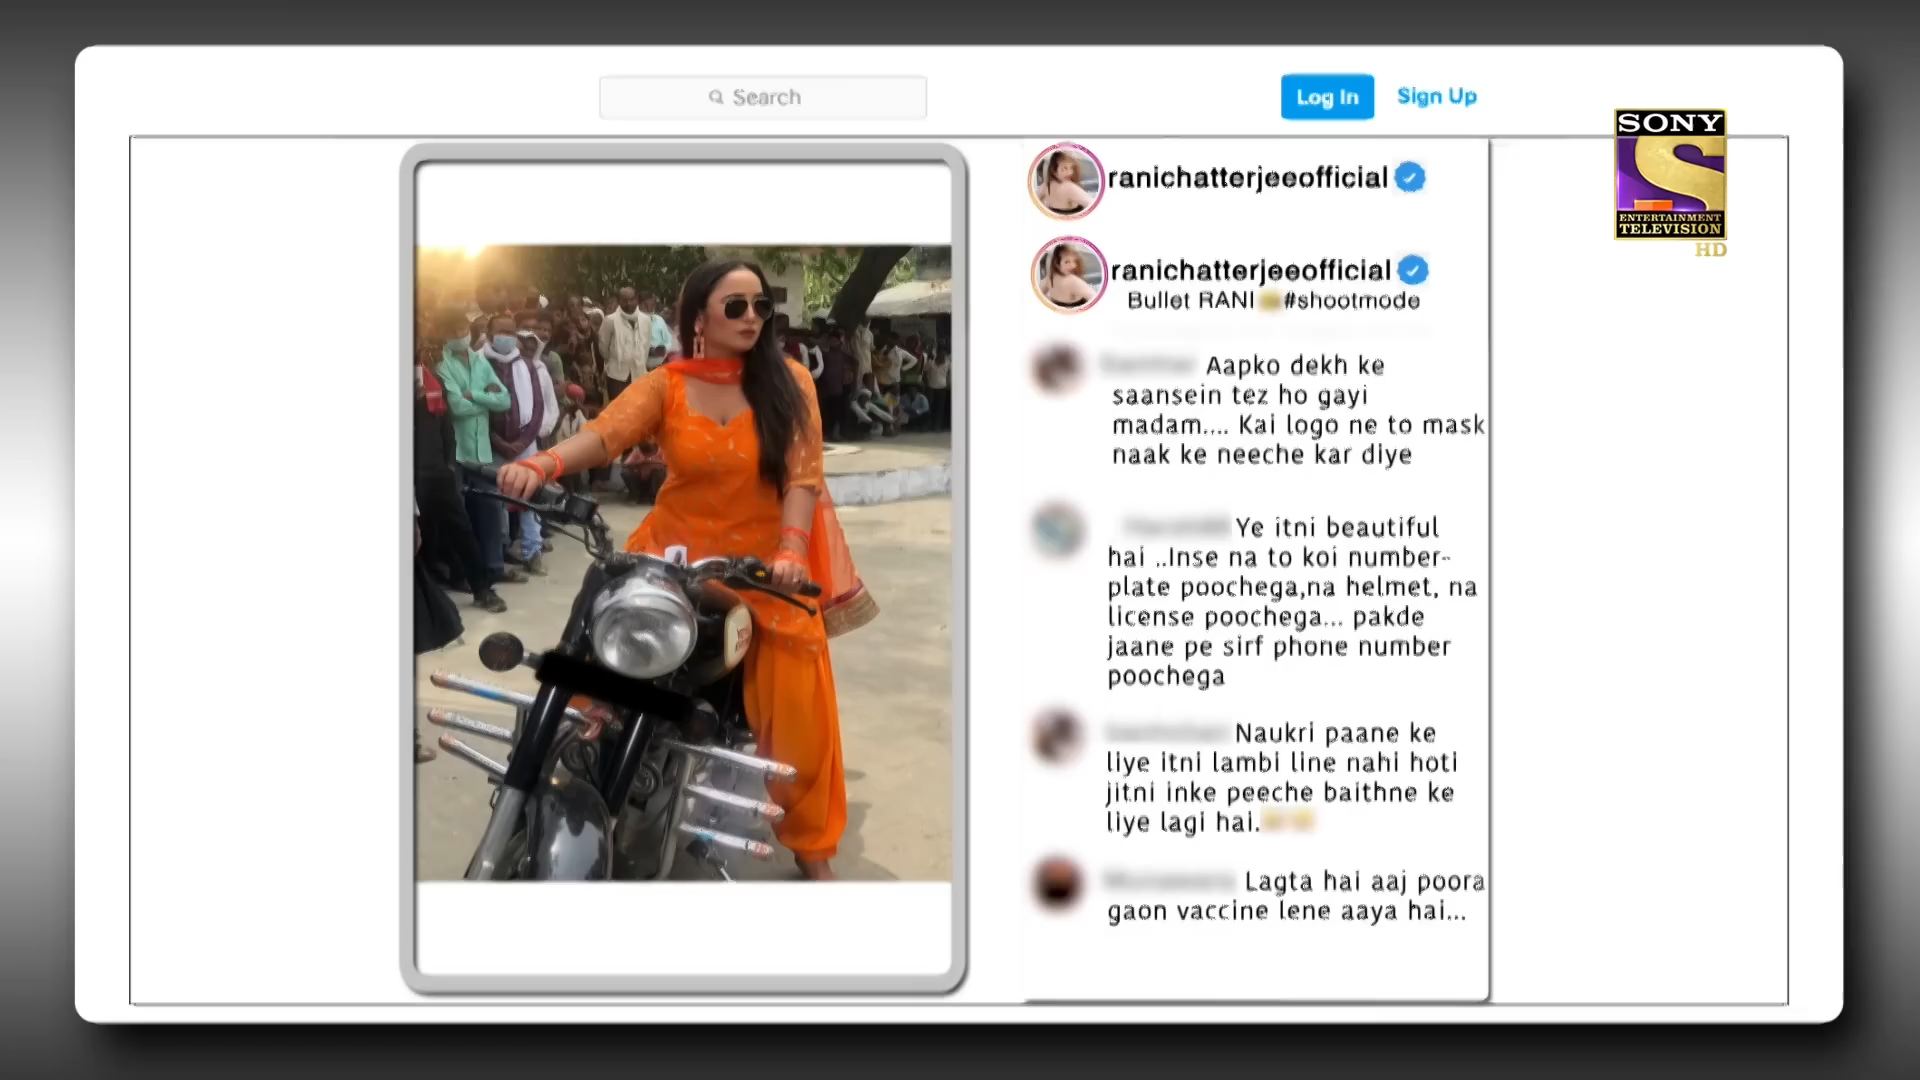 Search
Log In
Sign Up
SONY
ENTERTAINMENT
TELEVISION
HD
ranichatterjeeofficial
ranichatterjeeofficial
Bullet RANI #shootmode
Aapko dekh ke
saansein tez ho gayi
madam.... Kai logo ne to mask
naak ke neeche kar diye
Ye itni beautiful
hai ..Inse na to koi number-
plate poochega,na helmet, na
license poochega... pakde
jaane pe sirf phone number
poochega
Naukri paane ke
liye itni lambi line nahi hoti
jitni inke peeche baithne ke
liye lagi hai.
Lagta hai aaj poora
gaon vaccine lene aaya hai...